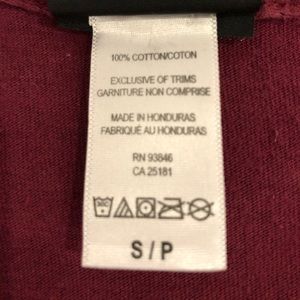 100% COTTON/COTON
EXCLUSIVE OF TRIMS
GARNITURE NON COMPRISE
MADE IN HONDURAS
FABRIQUÉ AU HONDURAS
RN 93846
CA 25181
S / P